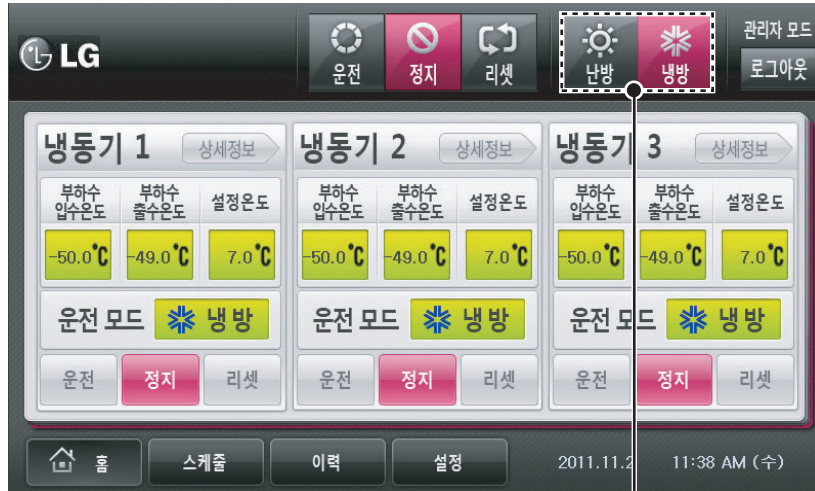 LG
운전 정지 리셋 난방 냉방
관리자 모드
로그아웃
냉동기 1 상세정보
부하수 입수온도 부하수 출수온도 설정온도
-50.0℃ -49.0℃ 7.0℃
운전 모드 냉방
운전 정지 리셋
냉동기 2 상세정보
부하수 입수온도 부하수 출수온도 설정온도
-50.0℃ -49.0℃ 7.0℃
운전 모드 냉방
운전 정지 리셋
냉동기 3 상세정보
부하수 입수온도 부하수 출수온도 설정온도
-50.0℃ -49.0℃ 7.0℃
운전 모드 냉방
운전 정지 리셋
홈 스케줄 이력 설정 11:38 AM (수)